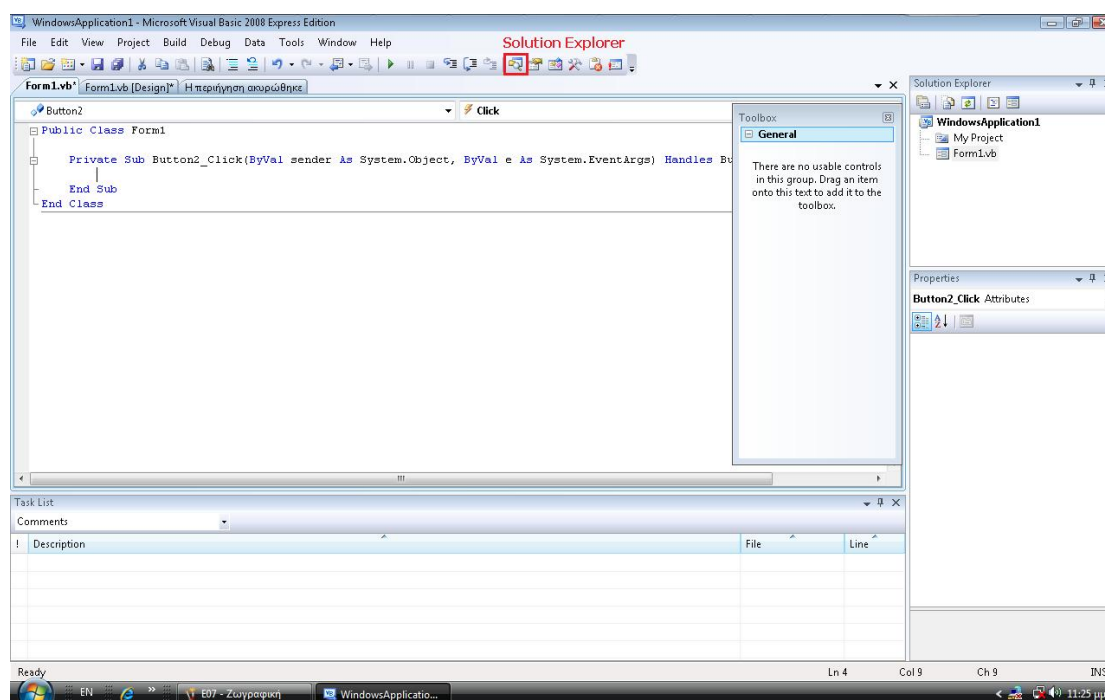 WindowsApplication1 - Microsoft Visual Basic 2008 Express Edition
File Edit View Project Build Debug Data Tools Window Help
Solution Explorer
Form1.vb* Form1.vb [Design]* Η περιήγηση ακυρώθηκε
Solution Explorer
Button2 Click
WindowsApplication1
My Project
Form1.vb
Public Class Form1
Private Sub Button2_Click(ByVal sender As System.Object, ByVal e As System.EventArgs) Handles Bu
End Sub
End Class
Toolbox
General
There are no usable controls
in this group. Drag an item
onto this text to add it to the
toolbox.
Properties
Button2_Click Attributes
Task List
Comments
! Description File Line
Ready Ln 4 Col 9 Ch 9 INS
EN E07 - Ζωγραφική WindowsApplicatio... 11:25 μμ